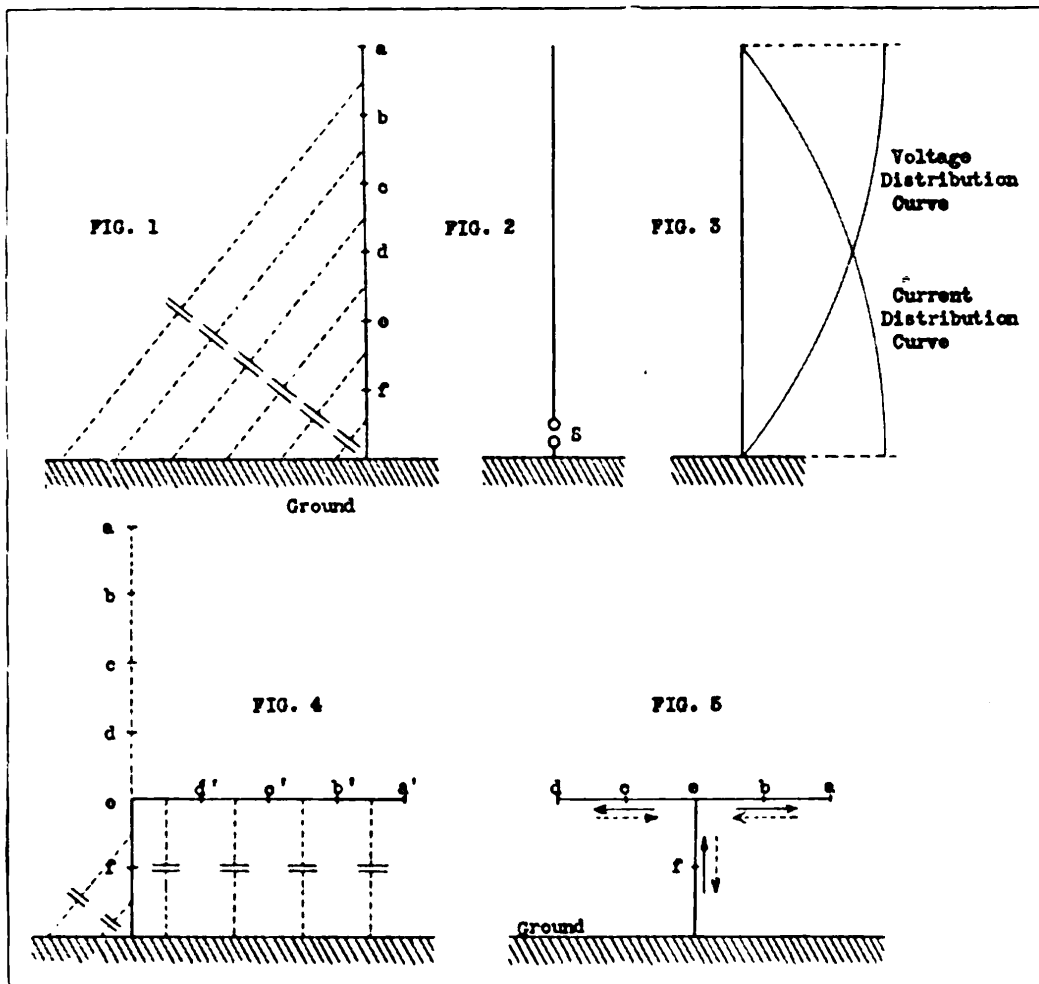 a
b
c
d
e
f
FIG. 1
FIG. 2
S
FIG. 3
Voltage
Distribution
Curve
Current
Distribution
Curve
Ground
a
b
c
d
e
f
d' c' b' a'
FIG. 4
FIG. 5
d c e b a
f
Ground